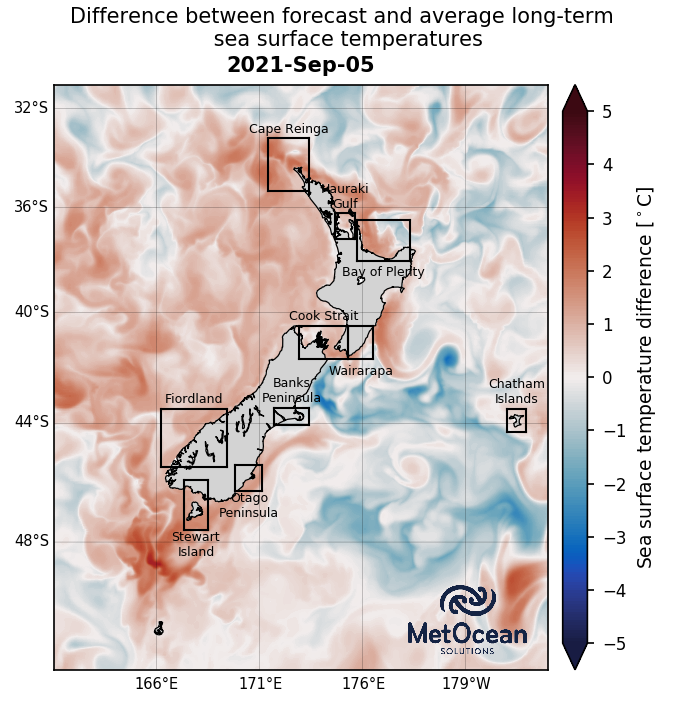 Difference between forecast and average long-term
sea surface temperatures
2021-Sep-05
32°S
36°S
40°S
44°S
48°S
Cape Reinga
Hauraki
Gulf
Bay of Plenty
Cook Strait
Wairarapa
Banks
Peninsula
Chatham
Islands
Fiordland
Otago
Peninsula
Stewart
Island
MetOcean
SOLUTIONS
166°E
171°E
176°E
179°W
5
4
3
2
1
0
−1
−2
−3
−4
−5
Sea surface temperature difference [°C]